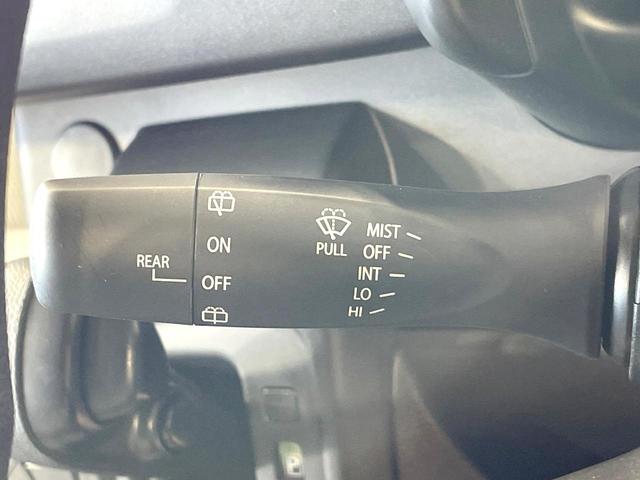 REAR
ON
OFF
PULL
MIST
OFF
INT
LO
HI